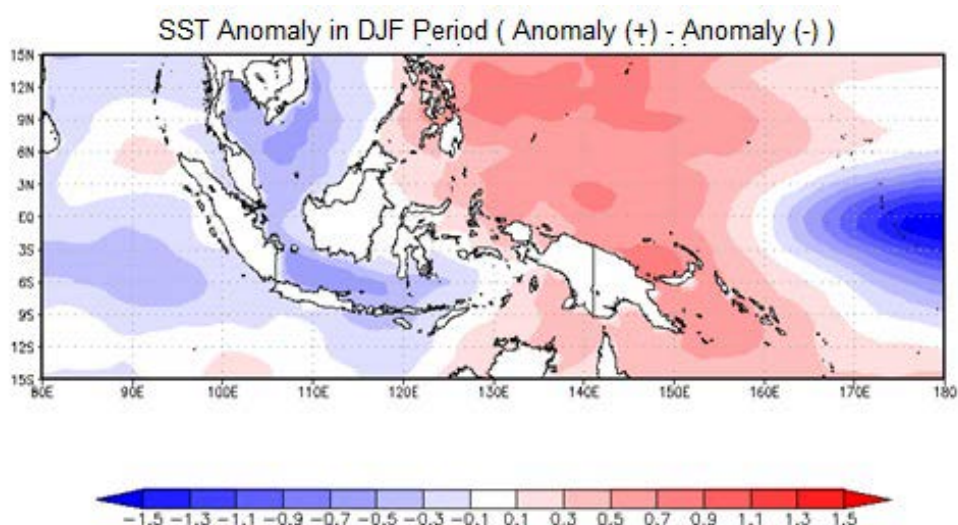 SST Anomaly in DJF Period ( Anomaly (+) - Anomaly (-) )
15N
12N
9N
6N
3N
EQ
3S
6S
9S
12S
15S
80E 90E 100E 110E 120E 130E 140E 150E 160E 170E 180
-1.5 -1.3 -1.1 -0.9 -0.7 -0.5 -0.3 -0.1 0.1 0.3 0.5 0.7 0.9 1.1 1.3 1.5